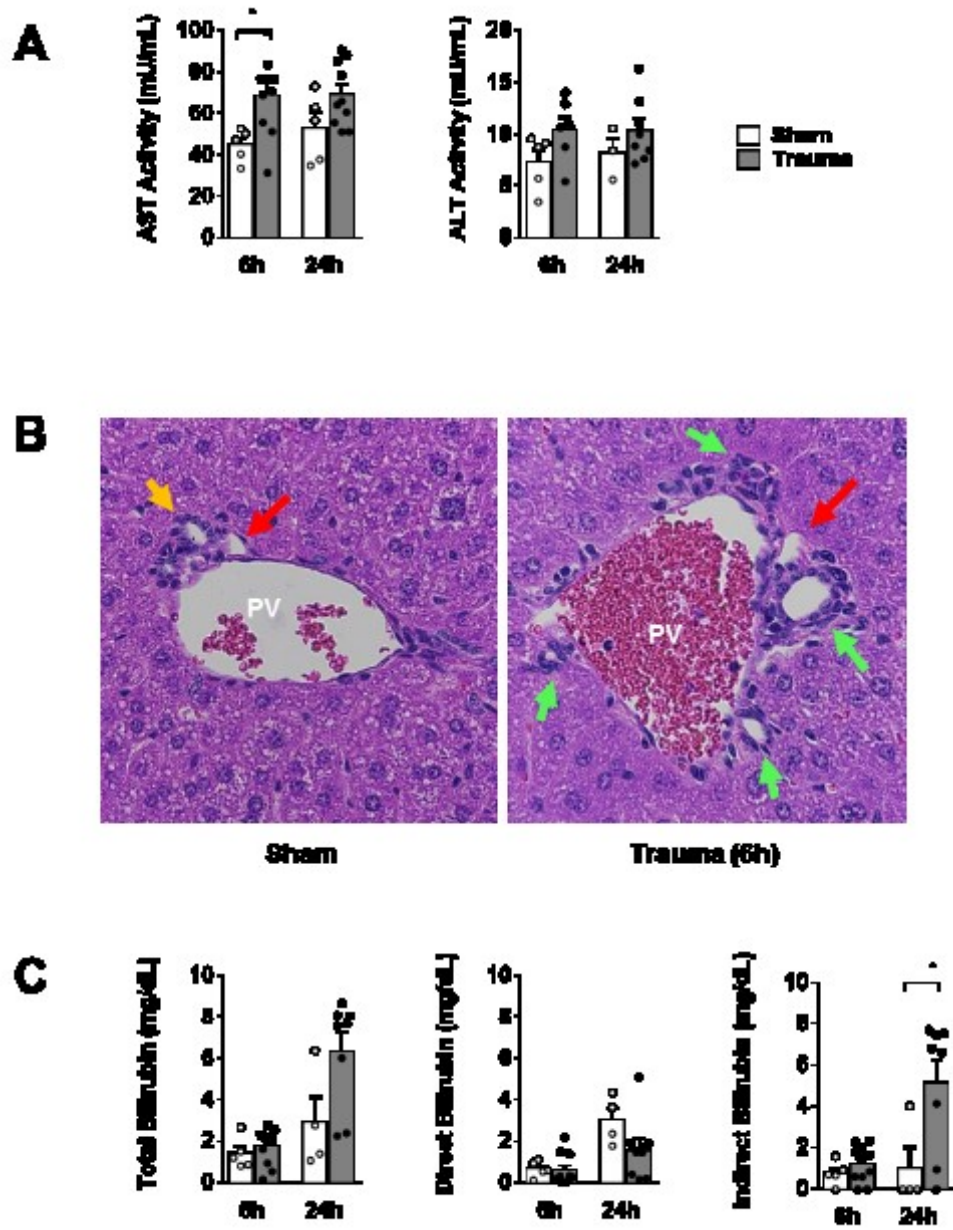 A
AST Activity (mU/mL)
100
80
60
40
20
0
6h 24h
ALT Activity (mU/mL)
20
15
10
5
0
6h 24h
Sham
Trauma
B
PV
PV
Sham
Trauma (6h)
C
Total Bilirubin (mg/dL)
10
8
6
4
2
0
6h 24h
Direct Bilirubin (mg/dL)
10
8
6
4
2
0
6h 24h
Indirect Bilirubin (mg/dL)
10
8
6
4
2
0
6h 24h